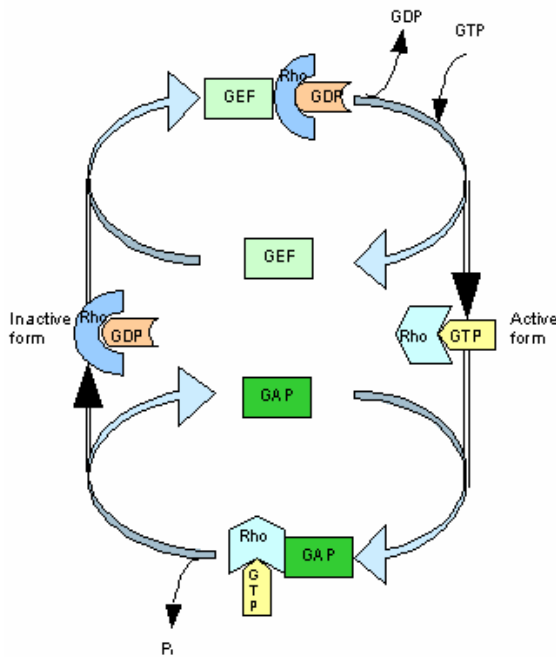 GDP
GTP
GEF
Rho
GDP
GEF
Inactive
form
Rho
GDP
Rho
GTP
Active
form
GAP
Rho
GAP
G
T
P
Pi